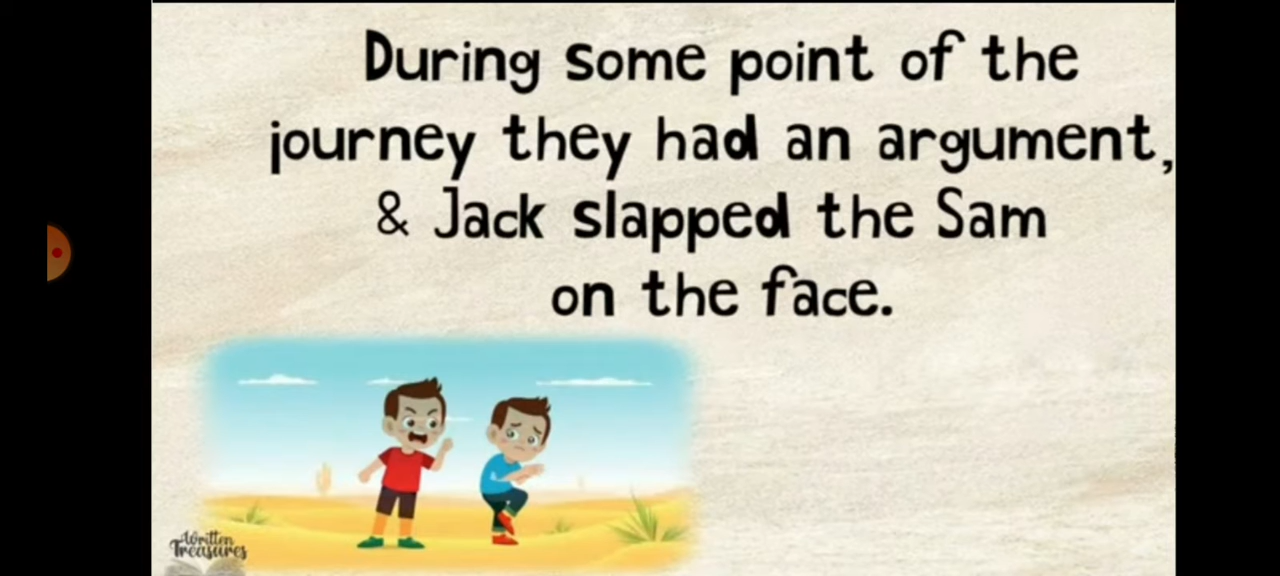 During some point of the
journey they had an argument,
& Jack slapped the Sam
on the face.
Written
Treasures